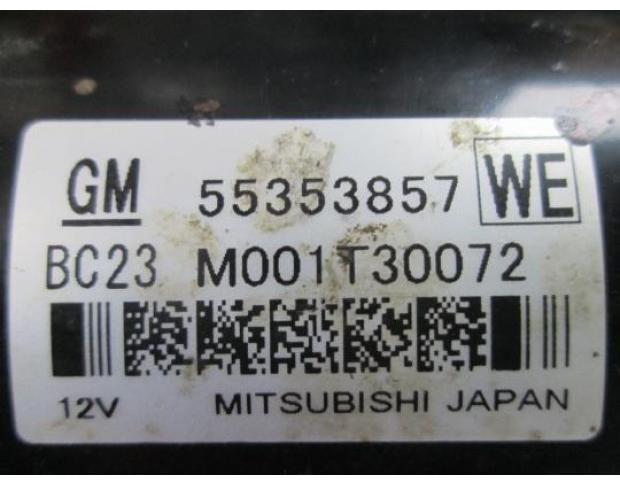 GM 55353857 WE
BC23 M001T30072
12V MITSUBISHI JAPAN